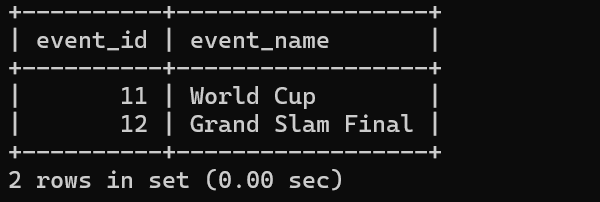 +----------+------------------+
| event_id | event_name       |
+----------+------------------+
|       11 | World Cup        |
|       12 | Grand Slam Final |
+----------+------------------+
2 rows in set (0.00 sec)